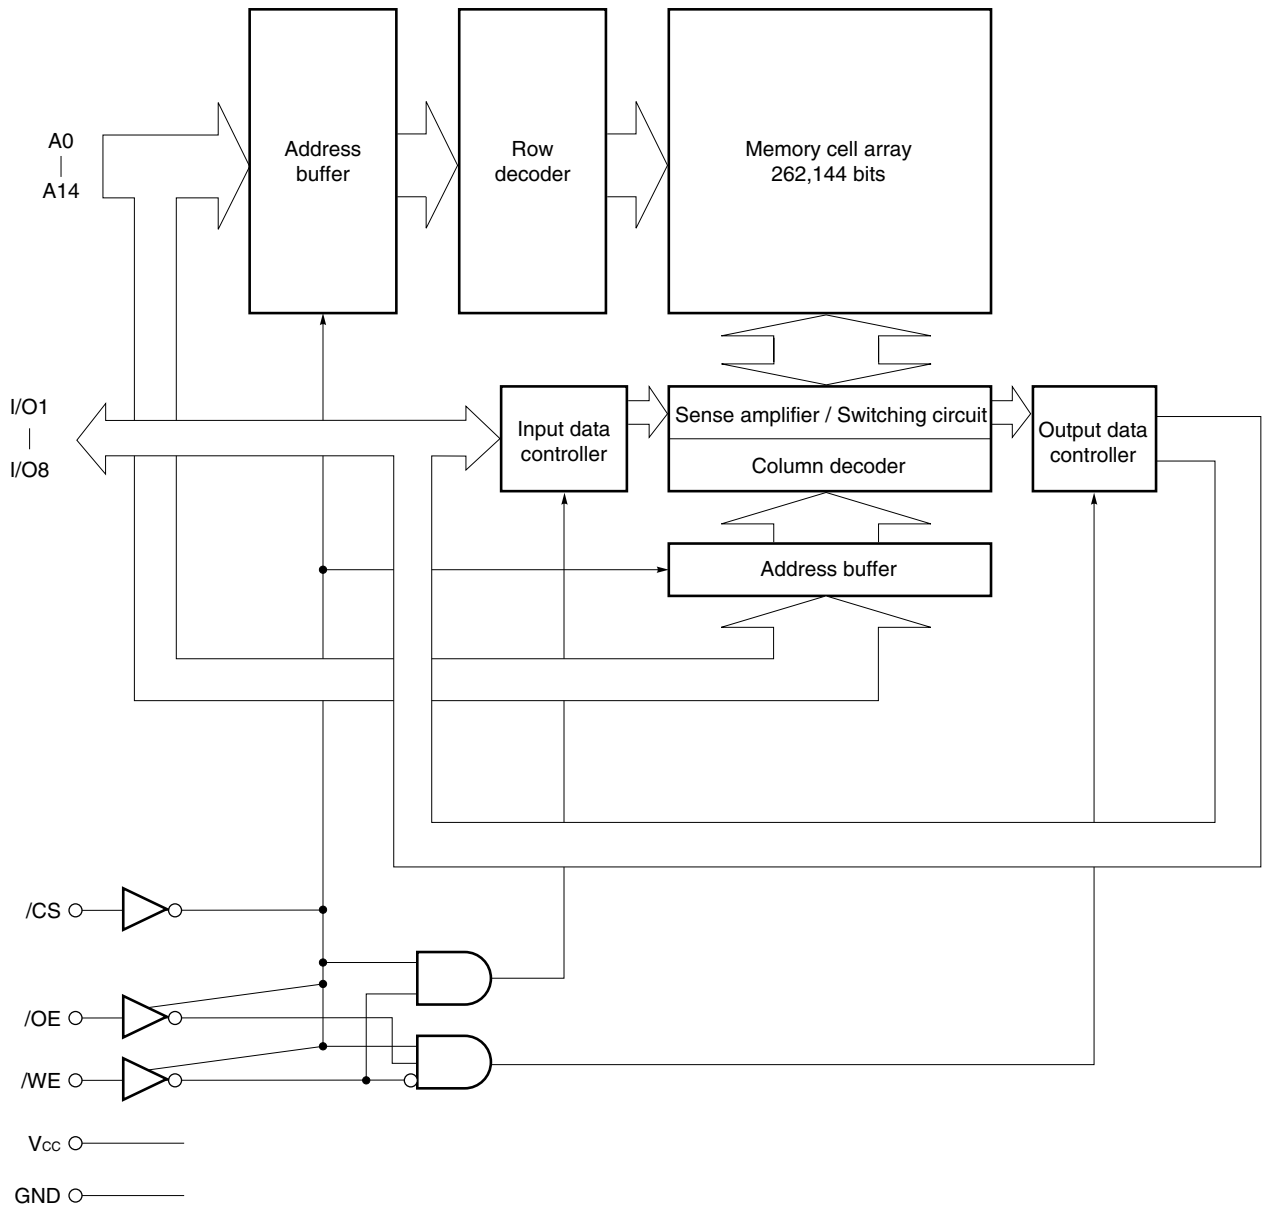 A0
A14
Address
buffer
Row
decoder
Memory cell array
262,144 bits
I/O1
I/O8
Input data
controller
Sense amplifier / Switching circuit
Column decoder
Output data
controller
Address buffer
/CS
/OE
/WE
VCC
GND